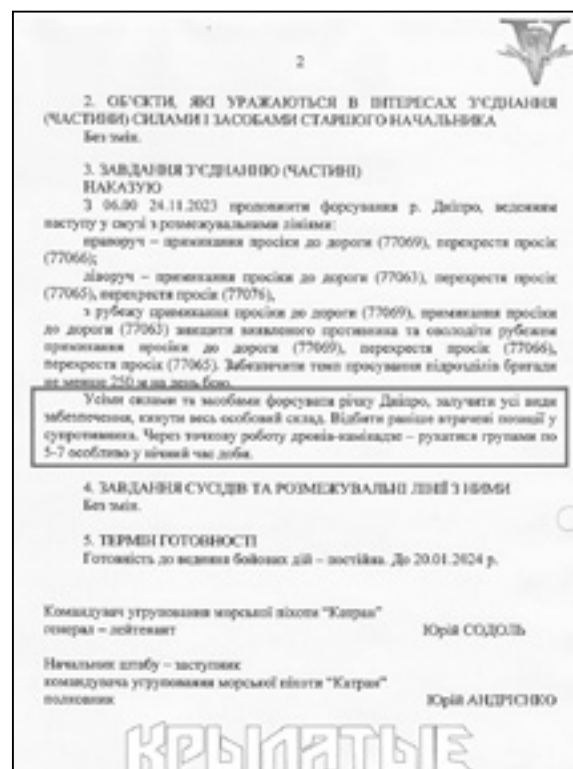 2
2. ОБ'ЄКТИ, ЯКІ УРАЖАЮТЬСЯ В ІНТЕРЕСАХ З'ЄДНАННЯ
(ЧАСТИНИ) СИЛАМИ І ЗАСОБАМИ СТАРШОГО НАЧАЛЬНИКА
Без змін.
3. ЗАВДАННЯ З'ЄДНАННЮ (ЧАСТИНІ)
НАКАЗУЮ
З 06.00 24.11.2023 продовжити форсування р. Дніпро, веденням
наступу у смузі з розмежувальними лініями:
праворуч – примикання просіки до дороги (77069), перехрестя просік
(77066);
ліворуч – примикання просіки до дороги (77063), перехрестя просік
(77065), перехрестя просік (77076),
з рубежу примикання просіки до дороги (77069), примикання просіки
до дороги (77063) знищити виявленого противника та оволодіти рубежем
примикання просіки до дороги (77069), перехрестя просік (77066),
перехрестя просік (77065). Забезпечити темп просування підрозділів бригади
не менше 250 м на день бою.
Усіми силами та засобами форсувати річку Дніпро, залучити усі види
забезпечення, кинути весь особовий склад. Відбити раніше втрачені позиції у
супротивника. Через точкову роботу дронів-камікадзе – рухатися групами по
5-7 особливо у нічний час доби.
4. ЗАВДАННЯ СУСІДІВ ТА РОЗМЕЖУВАЛЬНІ ЛІНІЇ З НИМИ
Без змін.
5. ТЕРМІН ГОТОВНОСТІ
Готовність до ведення бойових дій – постійна. До 20.01.2024 р.
Командувач угруповання морської піхоти "Катран"
генерал – лейтенант Юрій СОДОЛЬ
Начальник штабу – заступник
командувача угруповання морської піхоти "Катран"
полковник Юрій АНДРІЄНКО
КРЫЛАТЫЕ